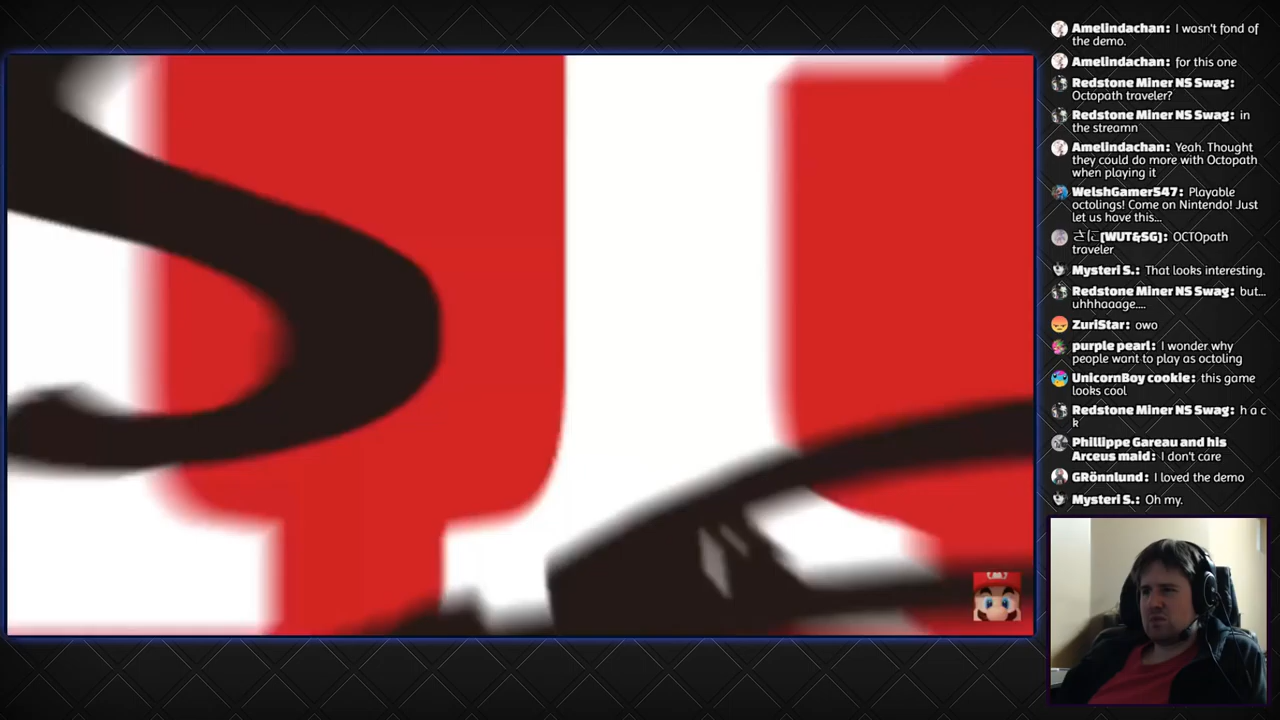 Amelindachan: I wasn't fond of
the demo.
Amelindachan: for this one
Redstone Miner NS Swag:
Octopath traveler?
Redstone Miner NS Swag: in
the streamn
Amelindachan: Yeah. Thought
they could do more with Octopath
when playing it
WelshGamer547: Playable
octolings! Come on Nintendo! Just
let us have this...
さに[WUT&SG]: OCTOpath
traveler
Mysteri S.: That looks interesting.
Redstone Miner NS Swag: but...
uhhhaaage....
ZuriStar: owo
purple pearl: I wonder why
people want to play as octoling
UnicornBoy cookie: this game
looks cool
Redstone Miner NS Swag: h a c
k
Phillippe Gareau and his
Arceus maid: I don't care
GRönnlund: I loved the demo
Mysteri S.: Oh my.